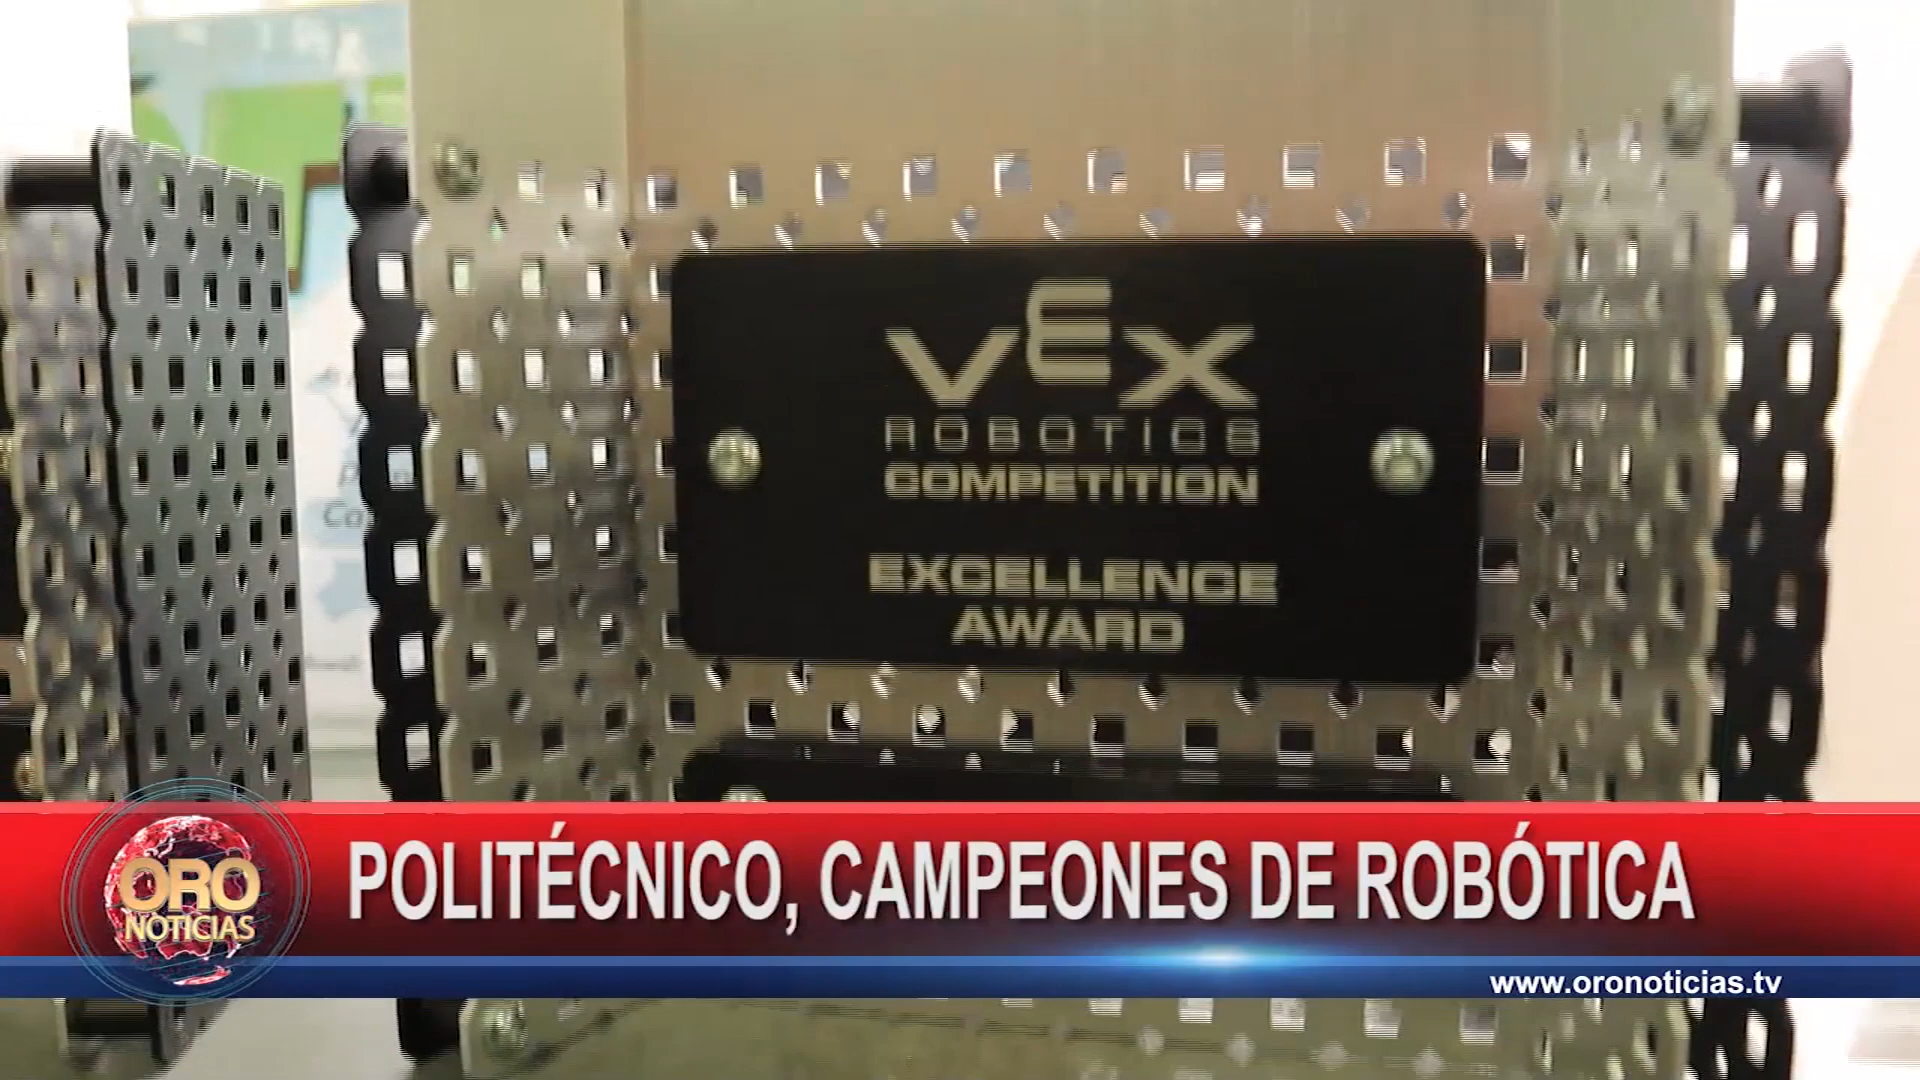 VEX
ROBOTICS
COMPETITION
EXCELLENCE
AWARD
ORO
NOTICIAS
POLITÉCNICO, CAMPEONES DE ROBÓTICA
www.oronoticias.tv